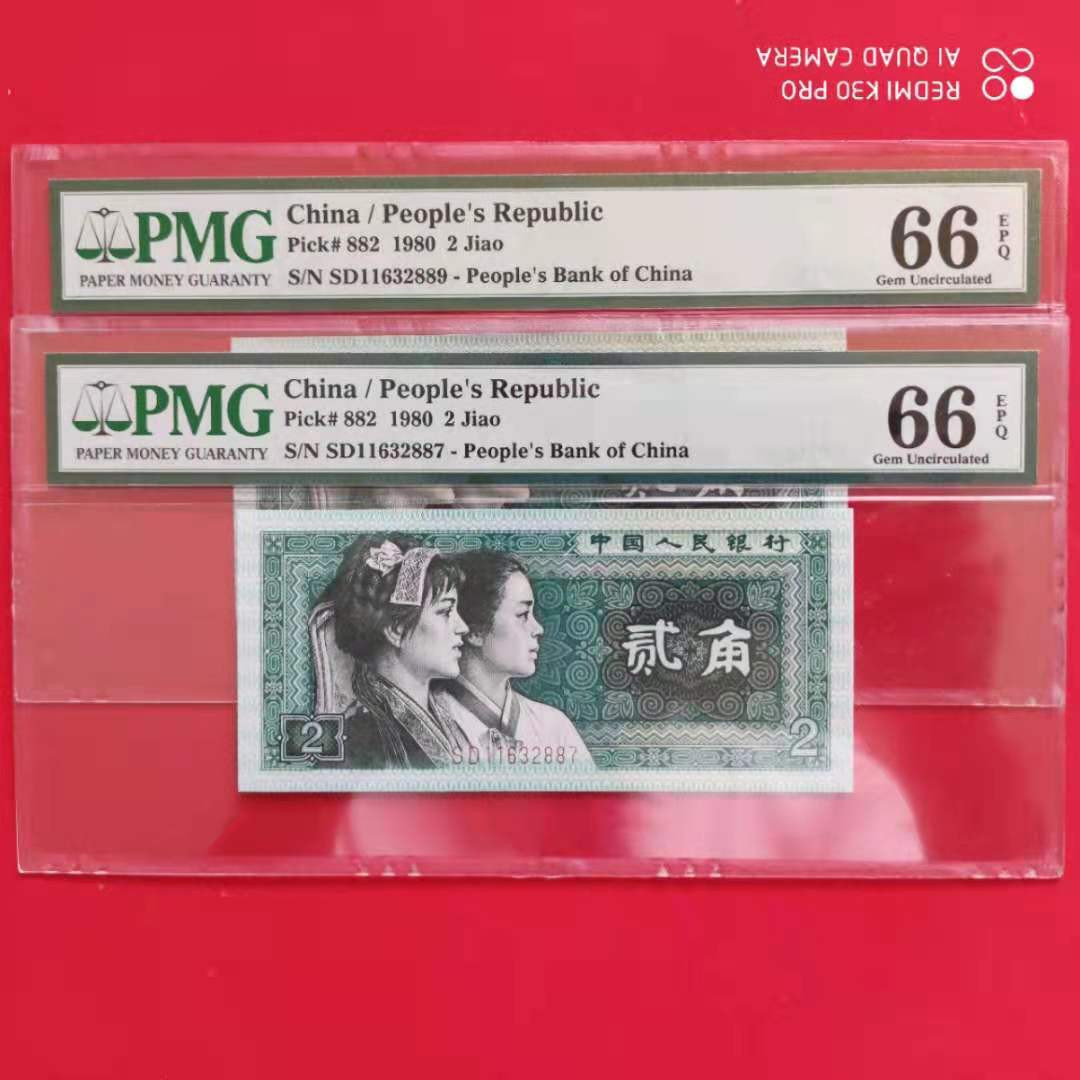 REDMI K30 PRO
AI QUAD CAMERA
PMG
PAPER MONEY GUARANTY
China / People's Republic
Pick# 882 1980 2 Jiao
S/N SD11632889 - People's Bank of China
66
EPQ
Gem Uncirculated
PMG
PAPER MONEY GUARANTY
China / People's Republic
Pick# 882 1980 2 Jiao
S/N SD11632887 - People's Bank of China
66
EPQ
Gem Uncirculated
贰角
中国人民银行
贰角
2
SD11632887
2